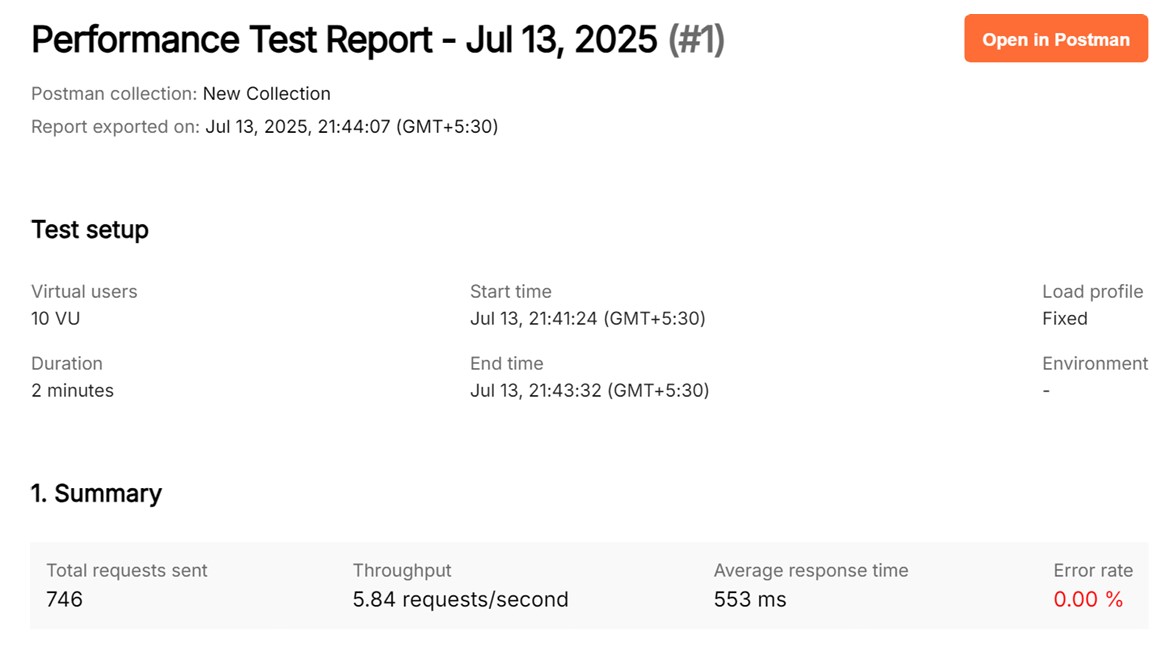 Performance Test Report - Jul 13, 2025 (#1)
Open in Postman
Postman collection: New Collection
Report exported on: Jul 13, 2025, 21:44:07 (GMT+5:30)
Test setup
Virtual users
10 VU
Start time
Jul 13, 21:41:24 (GMT+5:30)
Load profile
Fixed
Duration
2 minutes
End time
Jul 13, 21:43:32 (GMT+5:30)
Environment
-
1. Summary
Total requests sent
746
Throughput
5.84 requests/second
Average response time
553 ms
Error rate
0.00 %